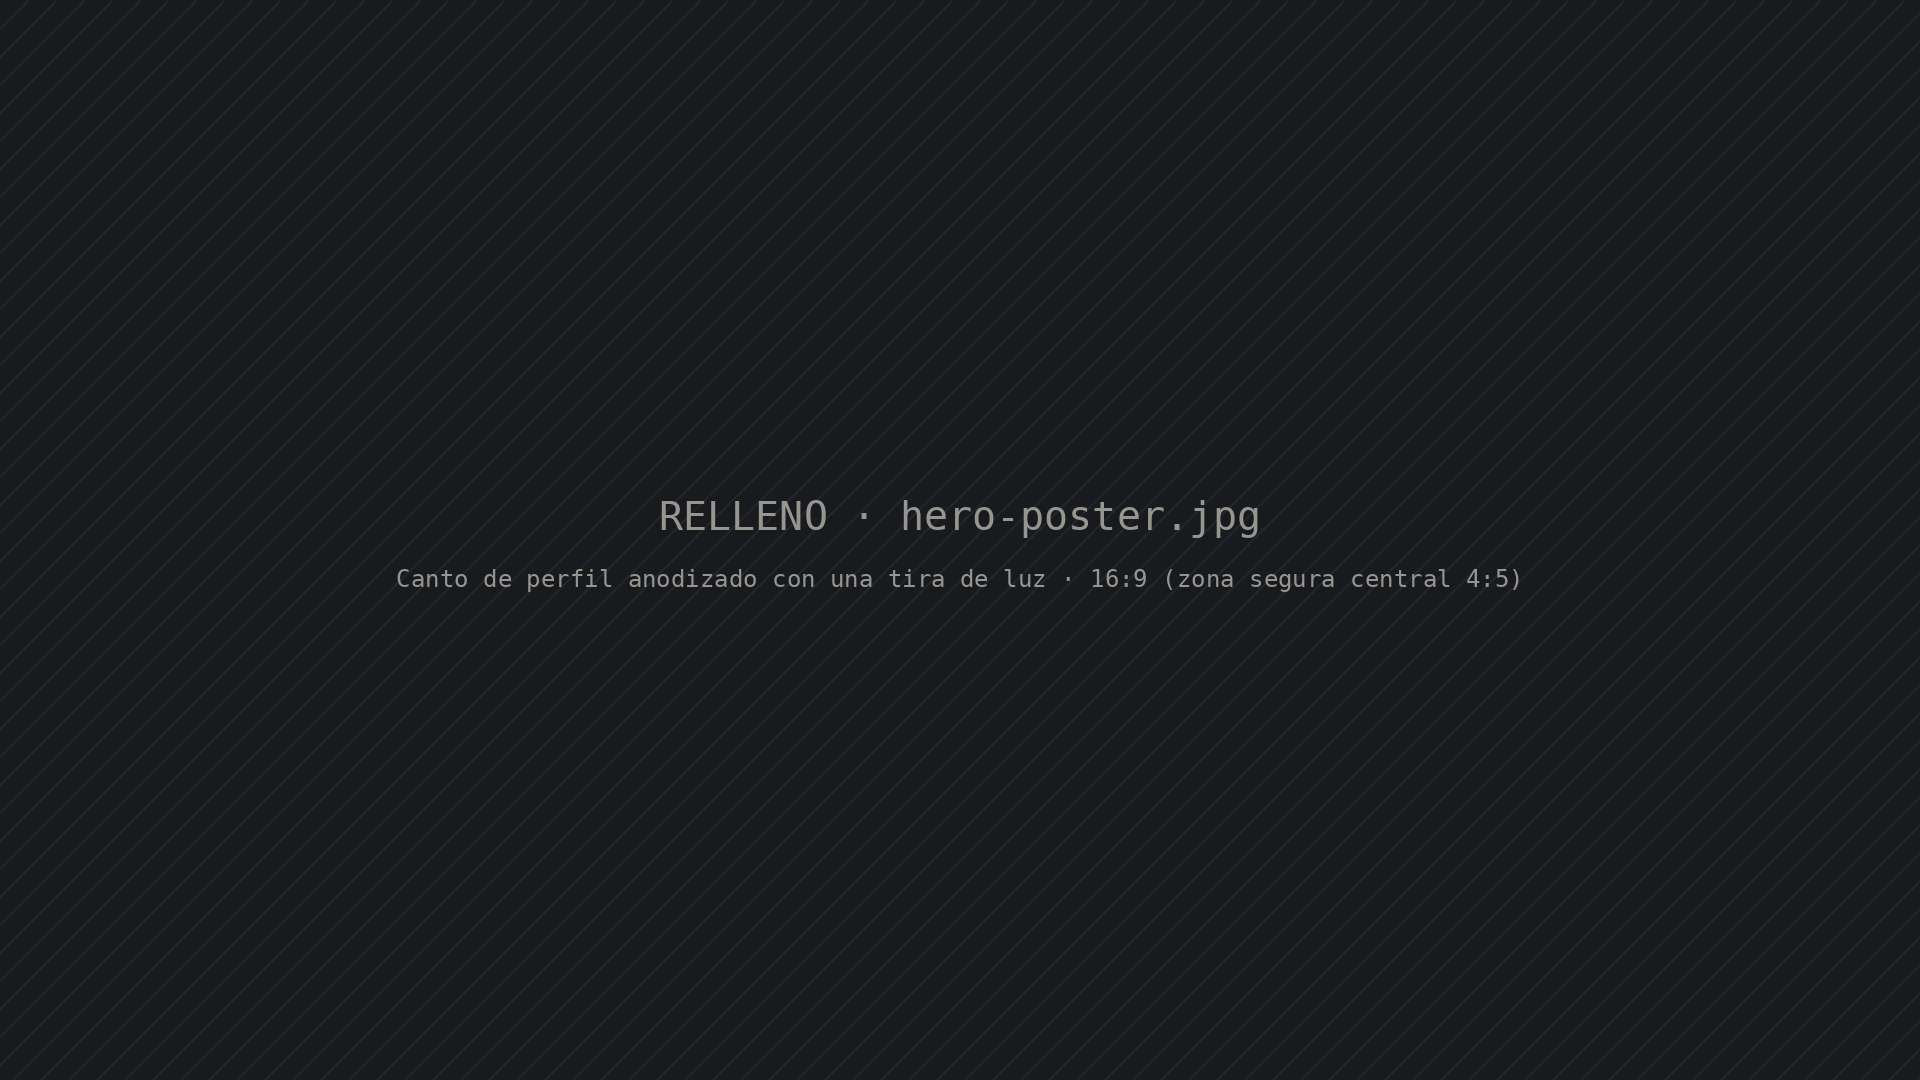 RELLENO · hero-poster.jpg
Canto de perfil anodizado con una tira de luz · 16:9 (zona segura central 4:5)